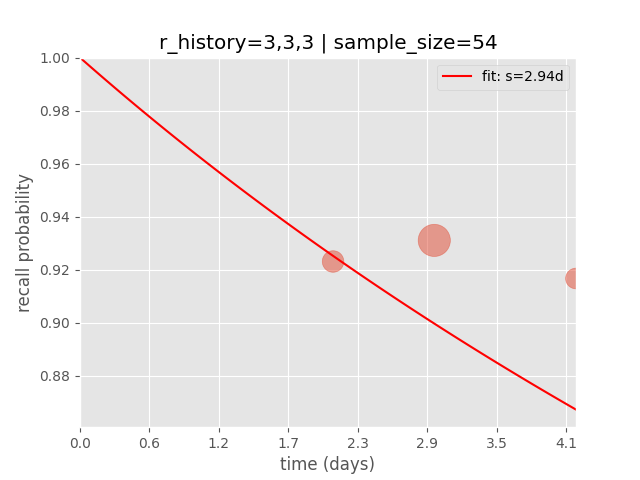 r_history=3,3,3 | sample_size=54
fit: s=2.94d
recall probability
1.00
0.98
0.96
0.94
0.92
0.90
0.88
0.0 0.6 1.2 1.7 2.3 2.9 3.5 4.1
time (days)